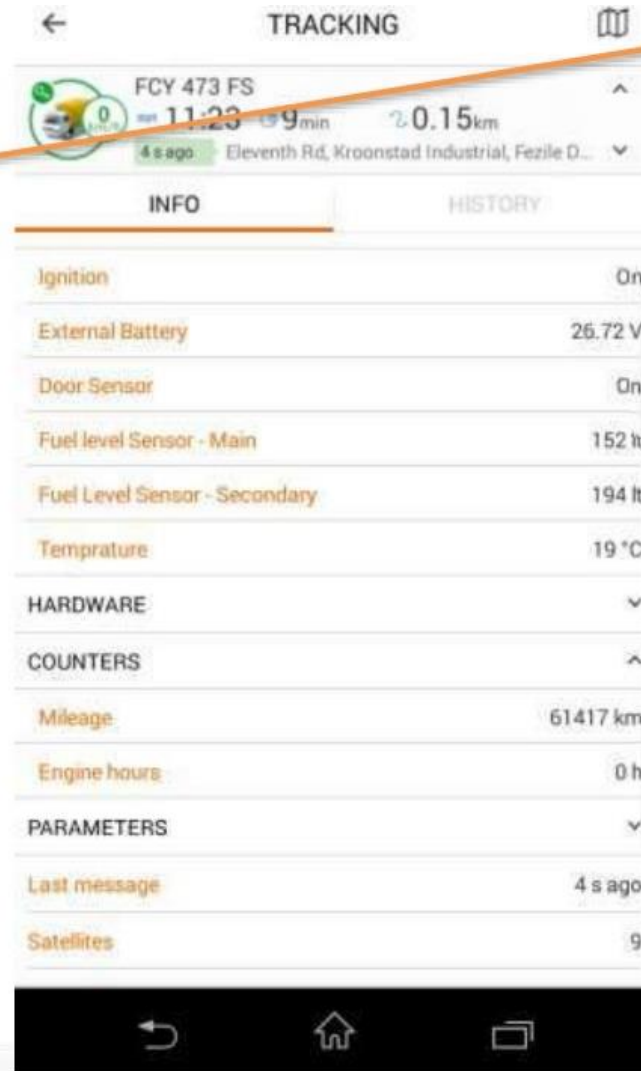 TRACKING
FCY 473 FS
0
km/h
11:23 9min 0.15km
4 s ago Eleventh Rd, Kroonstad Industrial, Fezile D...
INFO HISTORY
Ignition On
External Battery 26.72 V
Door Sensor On
Fuel level Sensor - Main 152 lt
Fuel Level Sensor - Secondary 194 lt
Temprature 19 °C
HARDWARE
COUNTERS
Mileage 61417 km
Engine hours 0 h
PARAMETERS
Last message 4 s ago
Satellites 9